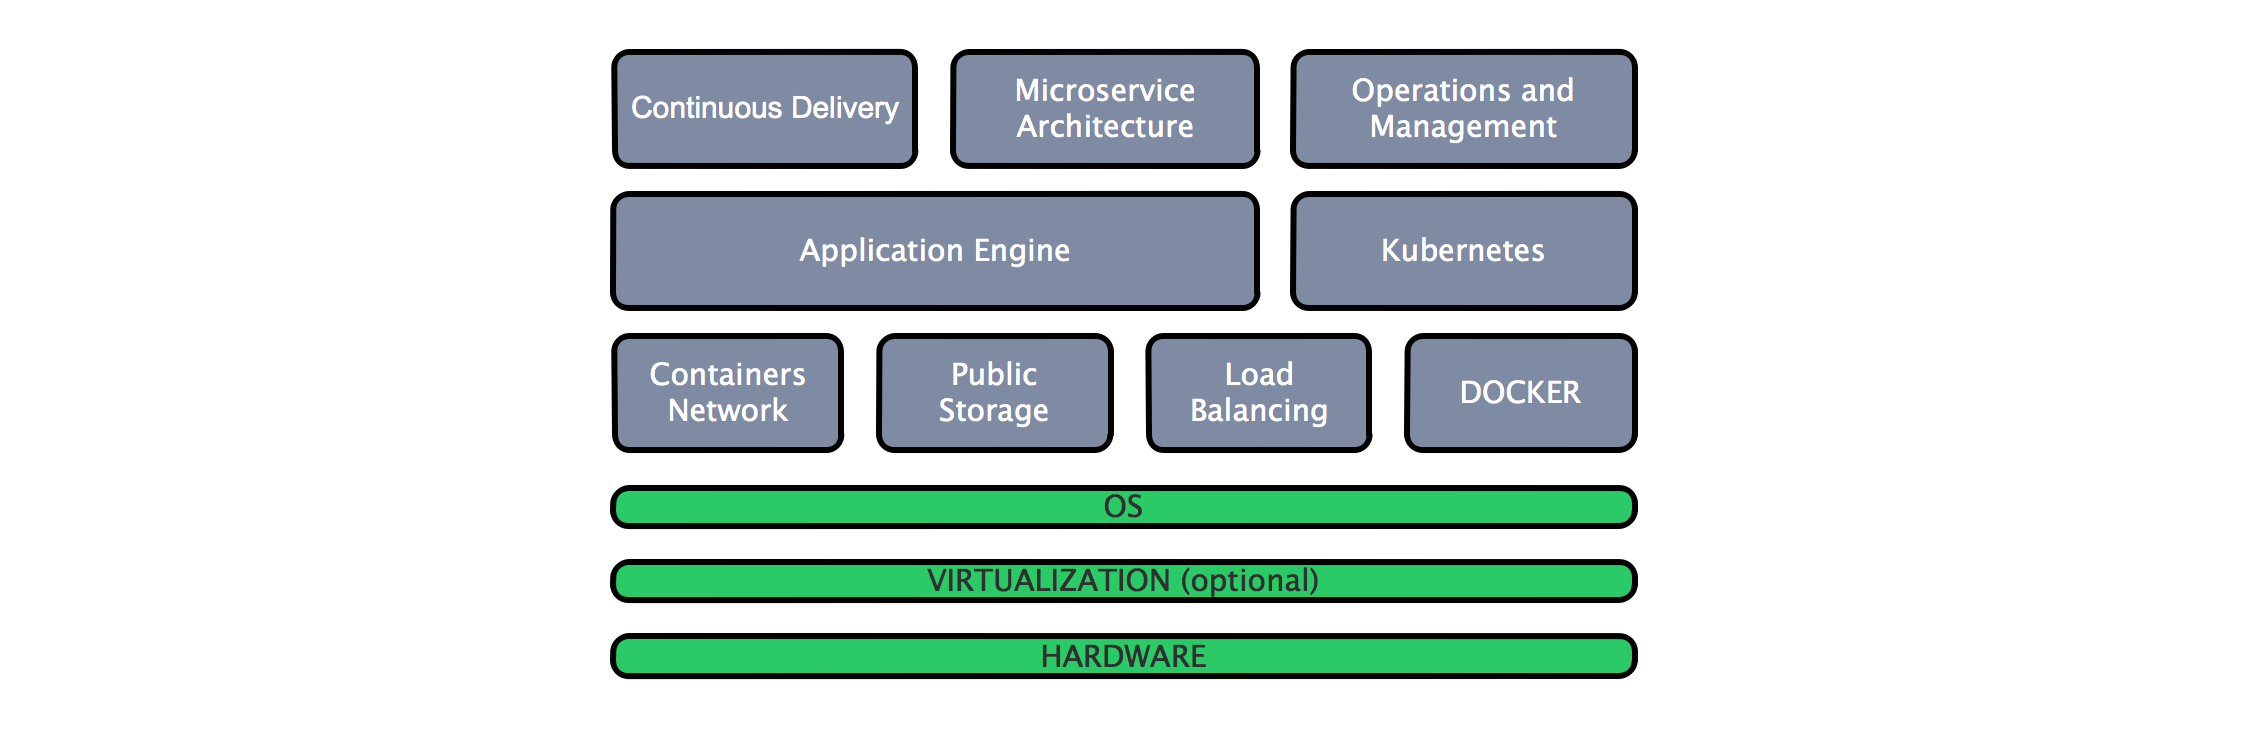 Continuous Delivery
Microservice
Architecture
Operations and
Management
Application Engine
Kubernetes
Containers
Network
Public
Storage
Load
Balancing
DOCKER
OS
VIRTUALIZATION (optional)
HARDWARE